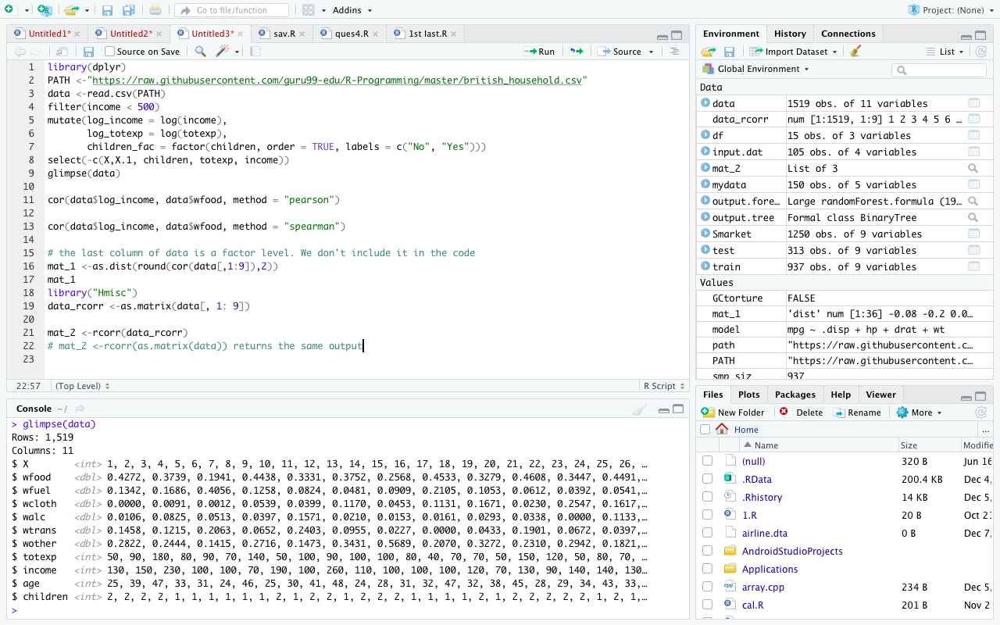 Go to file/function
Addins
Project: (None)
Untitled1*
Untitled2*
Untitled3*
sav.R
ques4.R
1st last.R
Source on Save
Run
Source
1 library(dplyr)
2 PATH <-"https://raw.githubusercontent.com/guru99-edu/R-Programming/master/british_household.csv"
3 data <-read.csv(PATH)
4 filter(income < 500)
5 mutate(log_income = log(income),
6 log_totexp = log(totexp),
7 children_fac = factor(children, order = TRUE, labels = c("No", "Yes")))
8 select(-c(X,X.1, children, totexp, income))
9 glimpse(data)
10
11 cor(data$log_income, data$wfood, method = "pearson")
12
13 cor(data$log_income, data$wfood, method = "spearman")
14
15 # the last column of data is a factor level. We don't include it in the code
16 mat_1 <-as.dist(round(cor(data[,1:9]),2))
17 mat_1
18 library("Hmisc")
19 data_rcorr <-as.matrix(data[, 1: 9])
20
21 mat_2 <-rcorr(data_rcorr)
22 # mat_2 <-rcorr(as.matrix(data)) returns the same output
23
22:57 (Top Level) R Script
Console ~/
> glimpse(data)
Rows: 1,519
Columns: 11
$ X <int> 1, 2, 3, 4, 5, 6, 7, 8, 9, 10, 11, 12, 13, 14, 15, 16, 17, 18, 19, 20, 21, 22, 23, 24, 25, 26, …
$ wfood <dbl> 0.4272, 0.3739, 0.1941, 0.4438, 0.3331, 0.3752, 0.2568, 0.4533, 0.3279, 0.4608, 0.3447, 0.4491,…
$ wfuel <dbl> 0.1342, 0.1686, 0.4056, 0.1258, 0.0824, 0.0481, 0.0909, 0.2105, 0.1053, 0.0612, 0.0392, 0.0541,…
$ wcloth <dbl> 0.0000, 0.0091, 0.0012, 0.0539, 0.0399, 0.1170, 0.0453, 0.1131, 0.1671, 0.0230, 0.2547, 0.1617,…
$ walc <dbl> 0.0106, 0.0825, 0.0513, 0.0397, 0.1571, 0.0210, 0.0153, 0.0161, 0.0293, 0.0338, 0.0000, 0.1133,…
$ wtrans <dbl> 0.1458, 0.1215, 0.2063, 0.0652, 0.2403, 0.0955, 0.0227, 0.0000, 0.0433, 0.1901, 0.0672, 0.0397,…
$ wother <dbl> 0.2822, 0.2444, 0.1415, 0.2716, 0.1473, 0.3431, 0.5689, 0.2070, 0.3272, 0.2310, 0.2942, 0.1821,…
$ totexp <int> 50, 90, 180, 80, 90, 70, 140, 50, 100, 90, 100, 100, 80, 40, 70, 70, 50, 150, 120, 50, 80, 70, …
$ income <int> 130, 150, 230, 100, 100, 70, 190, 100, 260, 110, 100, 100, 100, 120, 70, 130, 90, 140, 140, 130…
$ age <int> 25, 39, 47, 33, 31, 24, 46, 25, 30, 41, 48, 24, 28, 31, 32, 47, 32, 38, 45, 28, 29, 34, 43, 33,…
$ children <int> 2, 2, 2, 2, 1, 1, 1, 1, 1, 1, 2, 1, 2, 2, 1, 2, 2, 2, 1, 1, 1, 1, 2, 1, 2, 2, 2, 2, 2, 1, 2, 1,…
>
Environment
History
Connections
Import Dataset
List
Global Environment
Data
data 1519 obs. of 11 variables
data_rcorr num [1:1519, 1:9] 1 2 3 4 5 6 …
df 15 obs. of 3 variables
input.dat 105 obs. of 4 variables
mat_2 List of 3
mydata 150 obs. of 5 variables
output.fore… Large randomForest.formula (19…
output.tree Formal class BinaryTree
Smarket 1250 obs. of 9 variables
test 313 obs. of 9 variables
train 937 obs. of 9 variables
Values
GCtorture FALSE
mat_1 'dist' num [1:36] -0.08 -0.2 0.0…
model mpg ~ .disp + hp + drat + wt
path "https://raw.githubusercontent.c…
PATH "https://raw.githubusercontent.c…
smp_siz 937
Files
Plots
Packages
Help
Viewer
New Folder
Delete
Rename
More
Home
...
Name Size Modifie
(null) 320 B Jun 16
.RData 200.4 KB Dec 4,
.Rhistory 14 KB Dec 5,
1.R 20 B Oct 21
airline.dta 0 B Dec 7,
AndroidStudioProjects
Applications
array.cpp 234 B Dec 5,
cal.R 201 B Nov 2